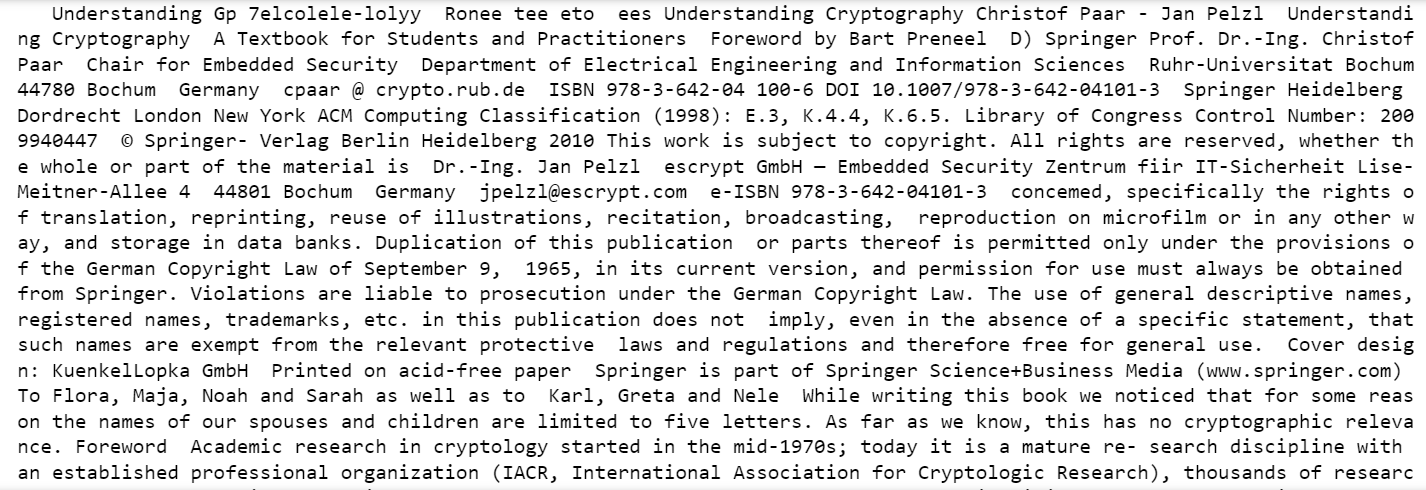 Understanding Gp 7elcolele-lolyy  Ronee tee eto  ees Understanding Cryptography Christof Paar - Jan Pelzl  Understandi
ng Cryptography  A Textbook for Students and Practitioners  Foreword by Bart Preneel  D) Springer Prof. Dr.-Ing. Christof
Paar  Chair for Embedded Security  Department of Electrical Engineering and Information Sciences  Ruhr-Universitat Bochum
44780 Bochum  Germany  cpaar @ crypto.rub.de  ISBN 978-3-642-04 100-6 DOI 10.1007/978-3-642-04101-3  Springer Heidelberg
Dordrecht London New York ACM Computing Classification (1998): E.3, K.4.4, K.6.5. Library of Congress Control Number: 200
9940447  © Springer- Verlag Berlin Heidelberg 2010 This work is subject to copyright. All rights are reserved, whether th
e whole or part of the material is  Dr.-Ing. Jan Pelzl  escrypt GmbH — Embedded Security Zentrum fiir IT-Sicherheit Lise-
Meitner-Allee 4  44801 Bochum  Germany  jpelzl@escrypt.com  e-ISBN 978-3-642-04101-3  concemed, specifically the rights o
f translation, reprinting, reuse of illustrations, recitation, broadcasting,  reproduction on microfilm or in any other w
ay, and storage in data banks. Duplication of this publication  or parts thereof is permitted only under the provisions o
f the German Copyright Law of September 9,  1965, in its current version, and permission for use must always be obtained
from Springer. Violations are liable to prosecution under the German Copyright Law. The use of general descriptive names,
registered names, trademarks, etc. in this publication does not  imply, even in the absence of a specific statement, that
such names are exempt from the relevant protective  laws and regulations and therefore free for general use.  Cover desig
n: KuenkelLopka GmbH  Printed on acid-free paper  Springer is part of Springer Science+Business Media (www.springer.com)
To Flora, Maja, Noah and Sarah as well as to  Karl, Greta and Nele  While writing this book we noticed that for some reas
on the names of our spouses and children are limited to five letters. As far as we know, this has no cryptographic releva
nce. Foreword  Academic research in cryptology started in the mid-1970s; today it is a mature re- search discipline with
an established professional organization (IACR, International Association for Cryptologic Research), thousands of researc